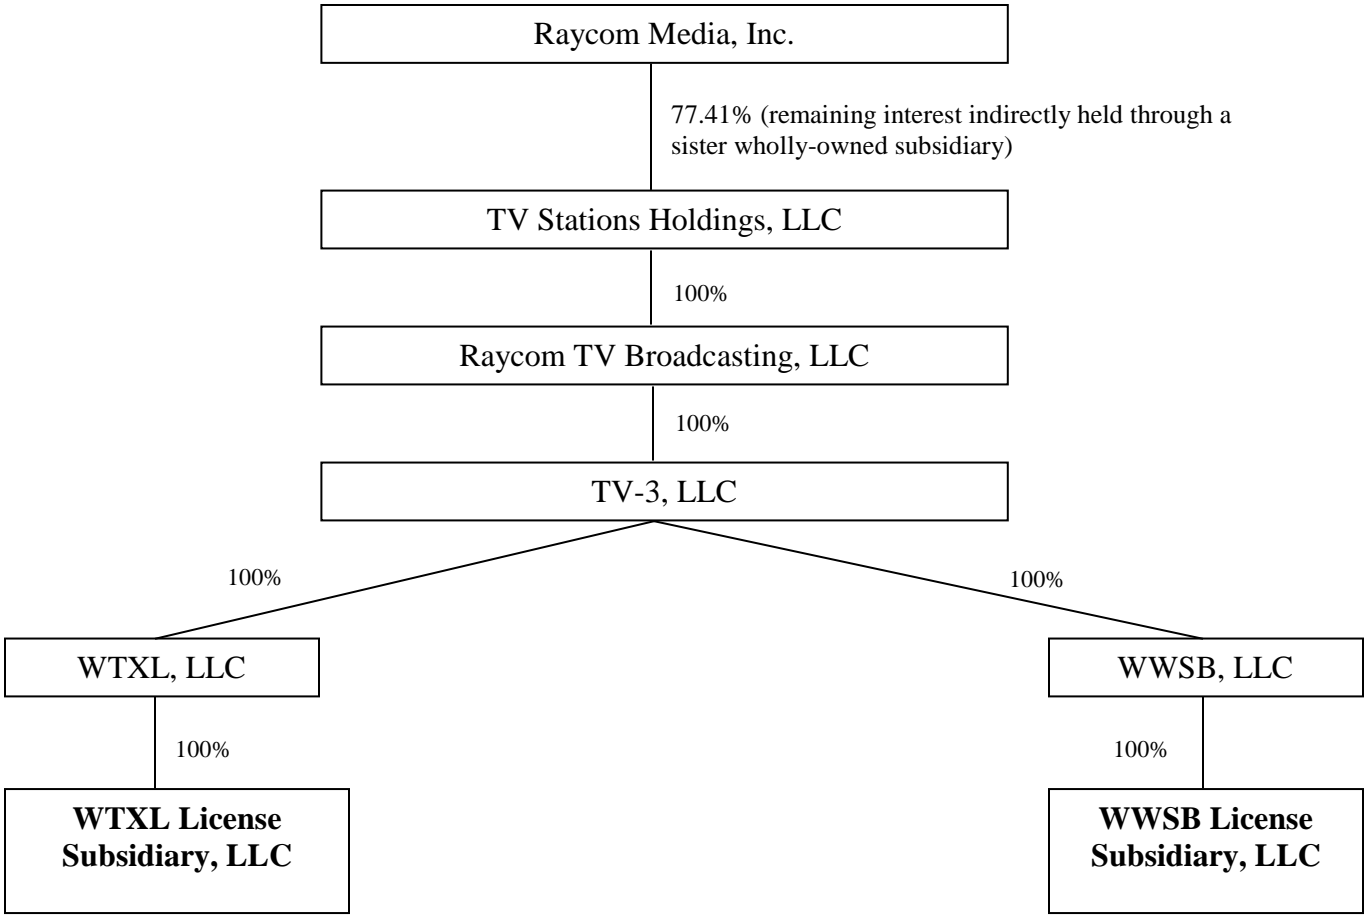 Raycom Media, Inc.
77.41% (remaining interest indirectly held through a
sister wholly-owned subsidiary)
TV Stations Holdings, LLC
100%
Raycom TV Broadcasting, LLC
100%
TV-3, LLC
100%
100%
WTXL, LLC
WWSB, LLC
100%
100%
WTXL License
Subsidiary, LLC
WWSB License
Subsidiary, LLC